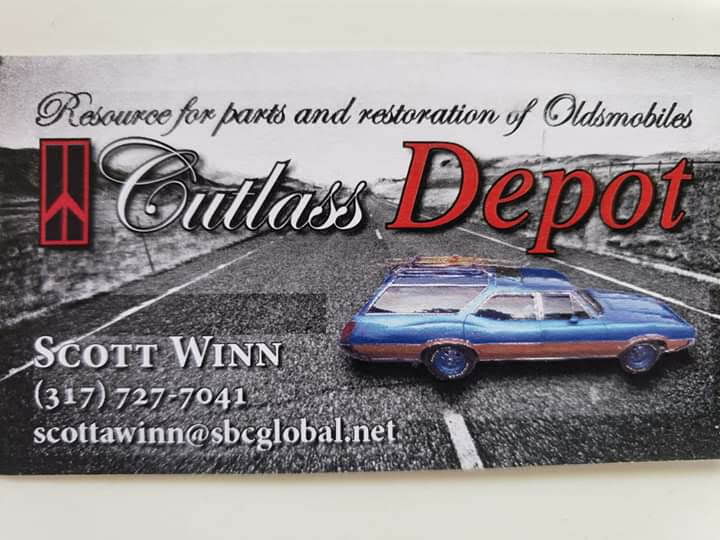 Resource for parts and restoration of Oldsmobiles
Cutlass Depot
SCOTT WINN
(317) 727-7041
scottawinn@sbcglobal.net